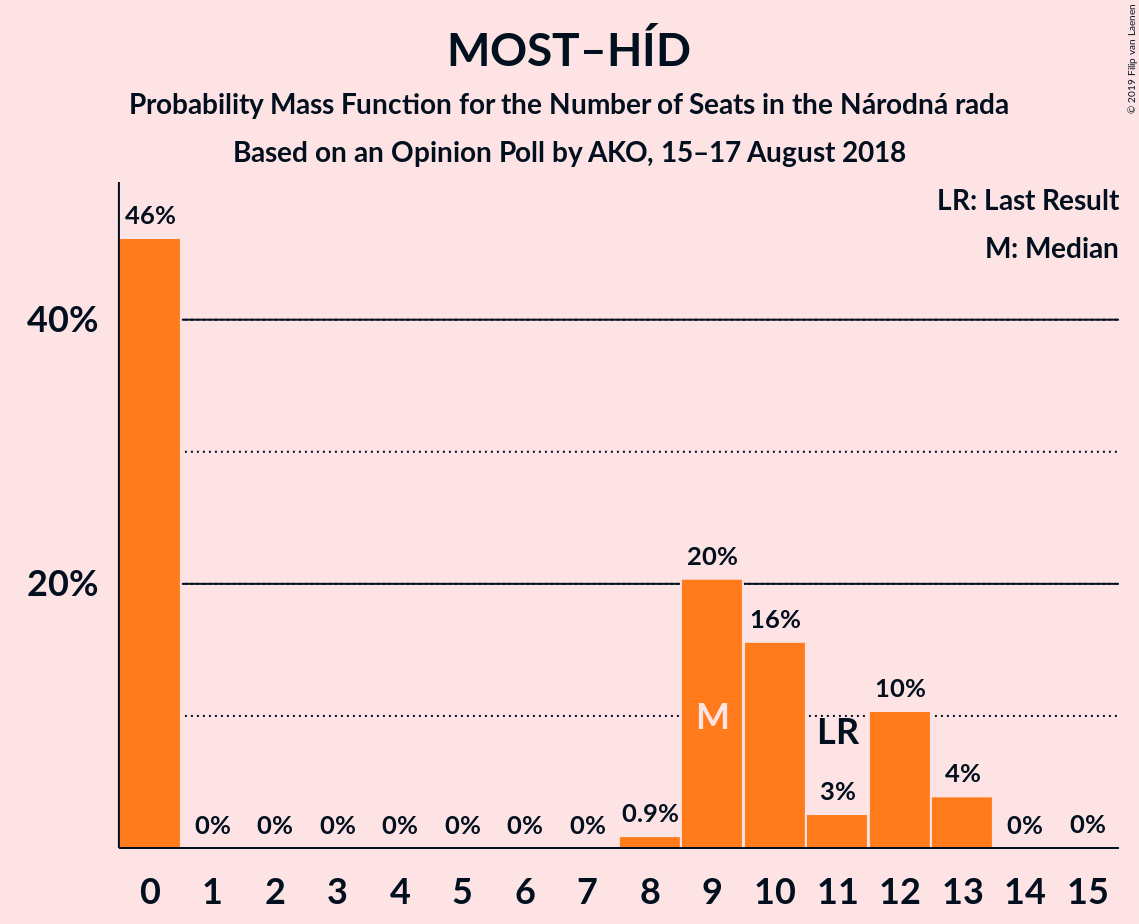 MOST–HÍD
Probability Mass Function for the Number of Seats in the Národná rada
Based on an Opinion Poll by AKO, 15–17 August 2018
© 2019 Filip van Laenen
LR: Last Result
M: Median
40%
20%
46%
0%
0%
0%
0%
0%
0%
0%
0.9%
20%
16%
3%
10%
4%
0%
0%
M
LR
0 1 2 3 4 5 6 7 8 9 10 11 12 13 14 15